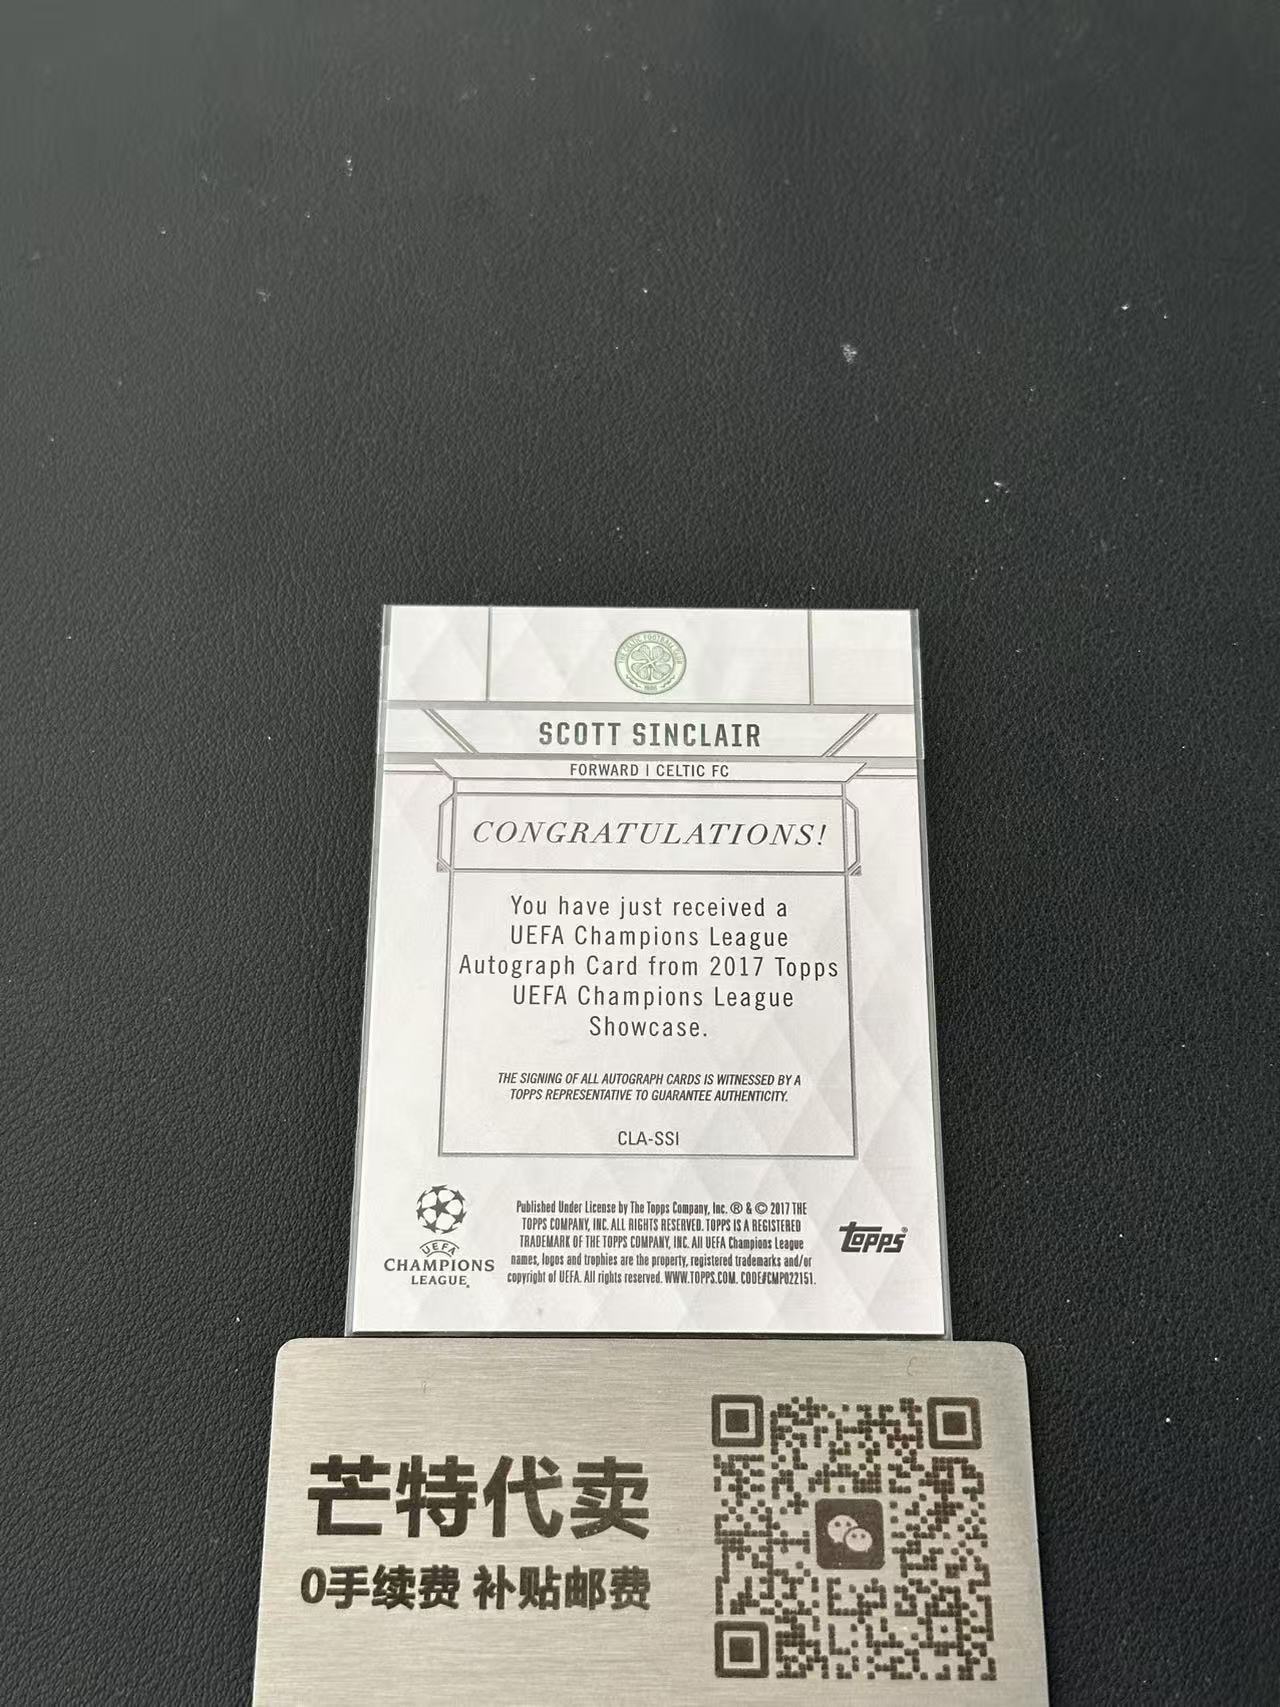 THE CELTIC FOOTBALL CLUB
1888
SCOTT SINCLAIR
FORWARD | CELTIC FC
CONGRATULATIONS!
You have just received a
UEFA Champions League
Autograph Card from 2017 Topps
UEFA Champions League
Showcase.
THE SIGNING OF ALL AUTOGRAPH CARDS IS WITNESSED BY A
TOPPS REPRESENTATIVE TO GUARANTEE AUTHENTICITY.
CLA-SSI
UEFA
CHAMPIONS
LEAGUE®
Published Under License by The Topps Company, Inc. ® & © 2017 THE
TOPPS COMPANY, INC. ALL RIGHTS RESERVED. TOPPS IS A REGISTERED
TRADEMARK OF THE TOPPS COMPANY, INC. All UEFA Champions League
names, logos and trophies are the property, registered trademarks and/or
copyright of UEFA. All rights reserved. WWW.TOPPS.COM. CODE#CMP022151.
topps®
芒特代卖
0手续费 补贴邮费